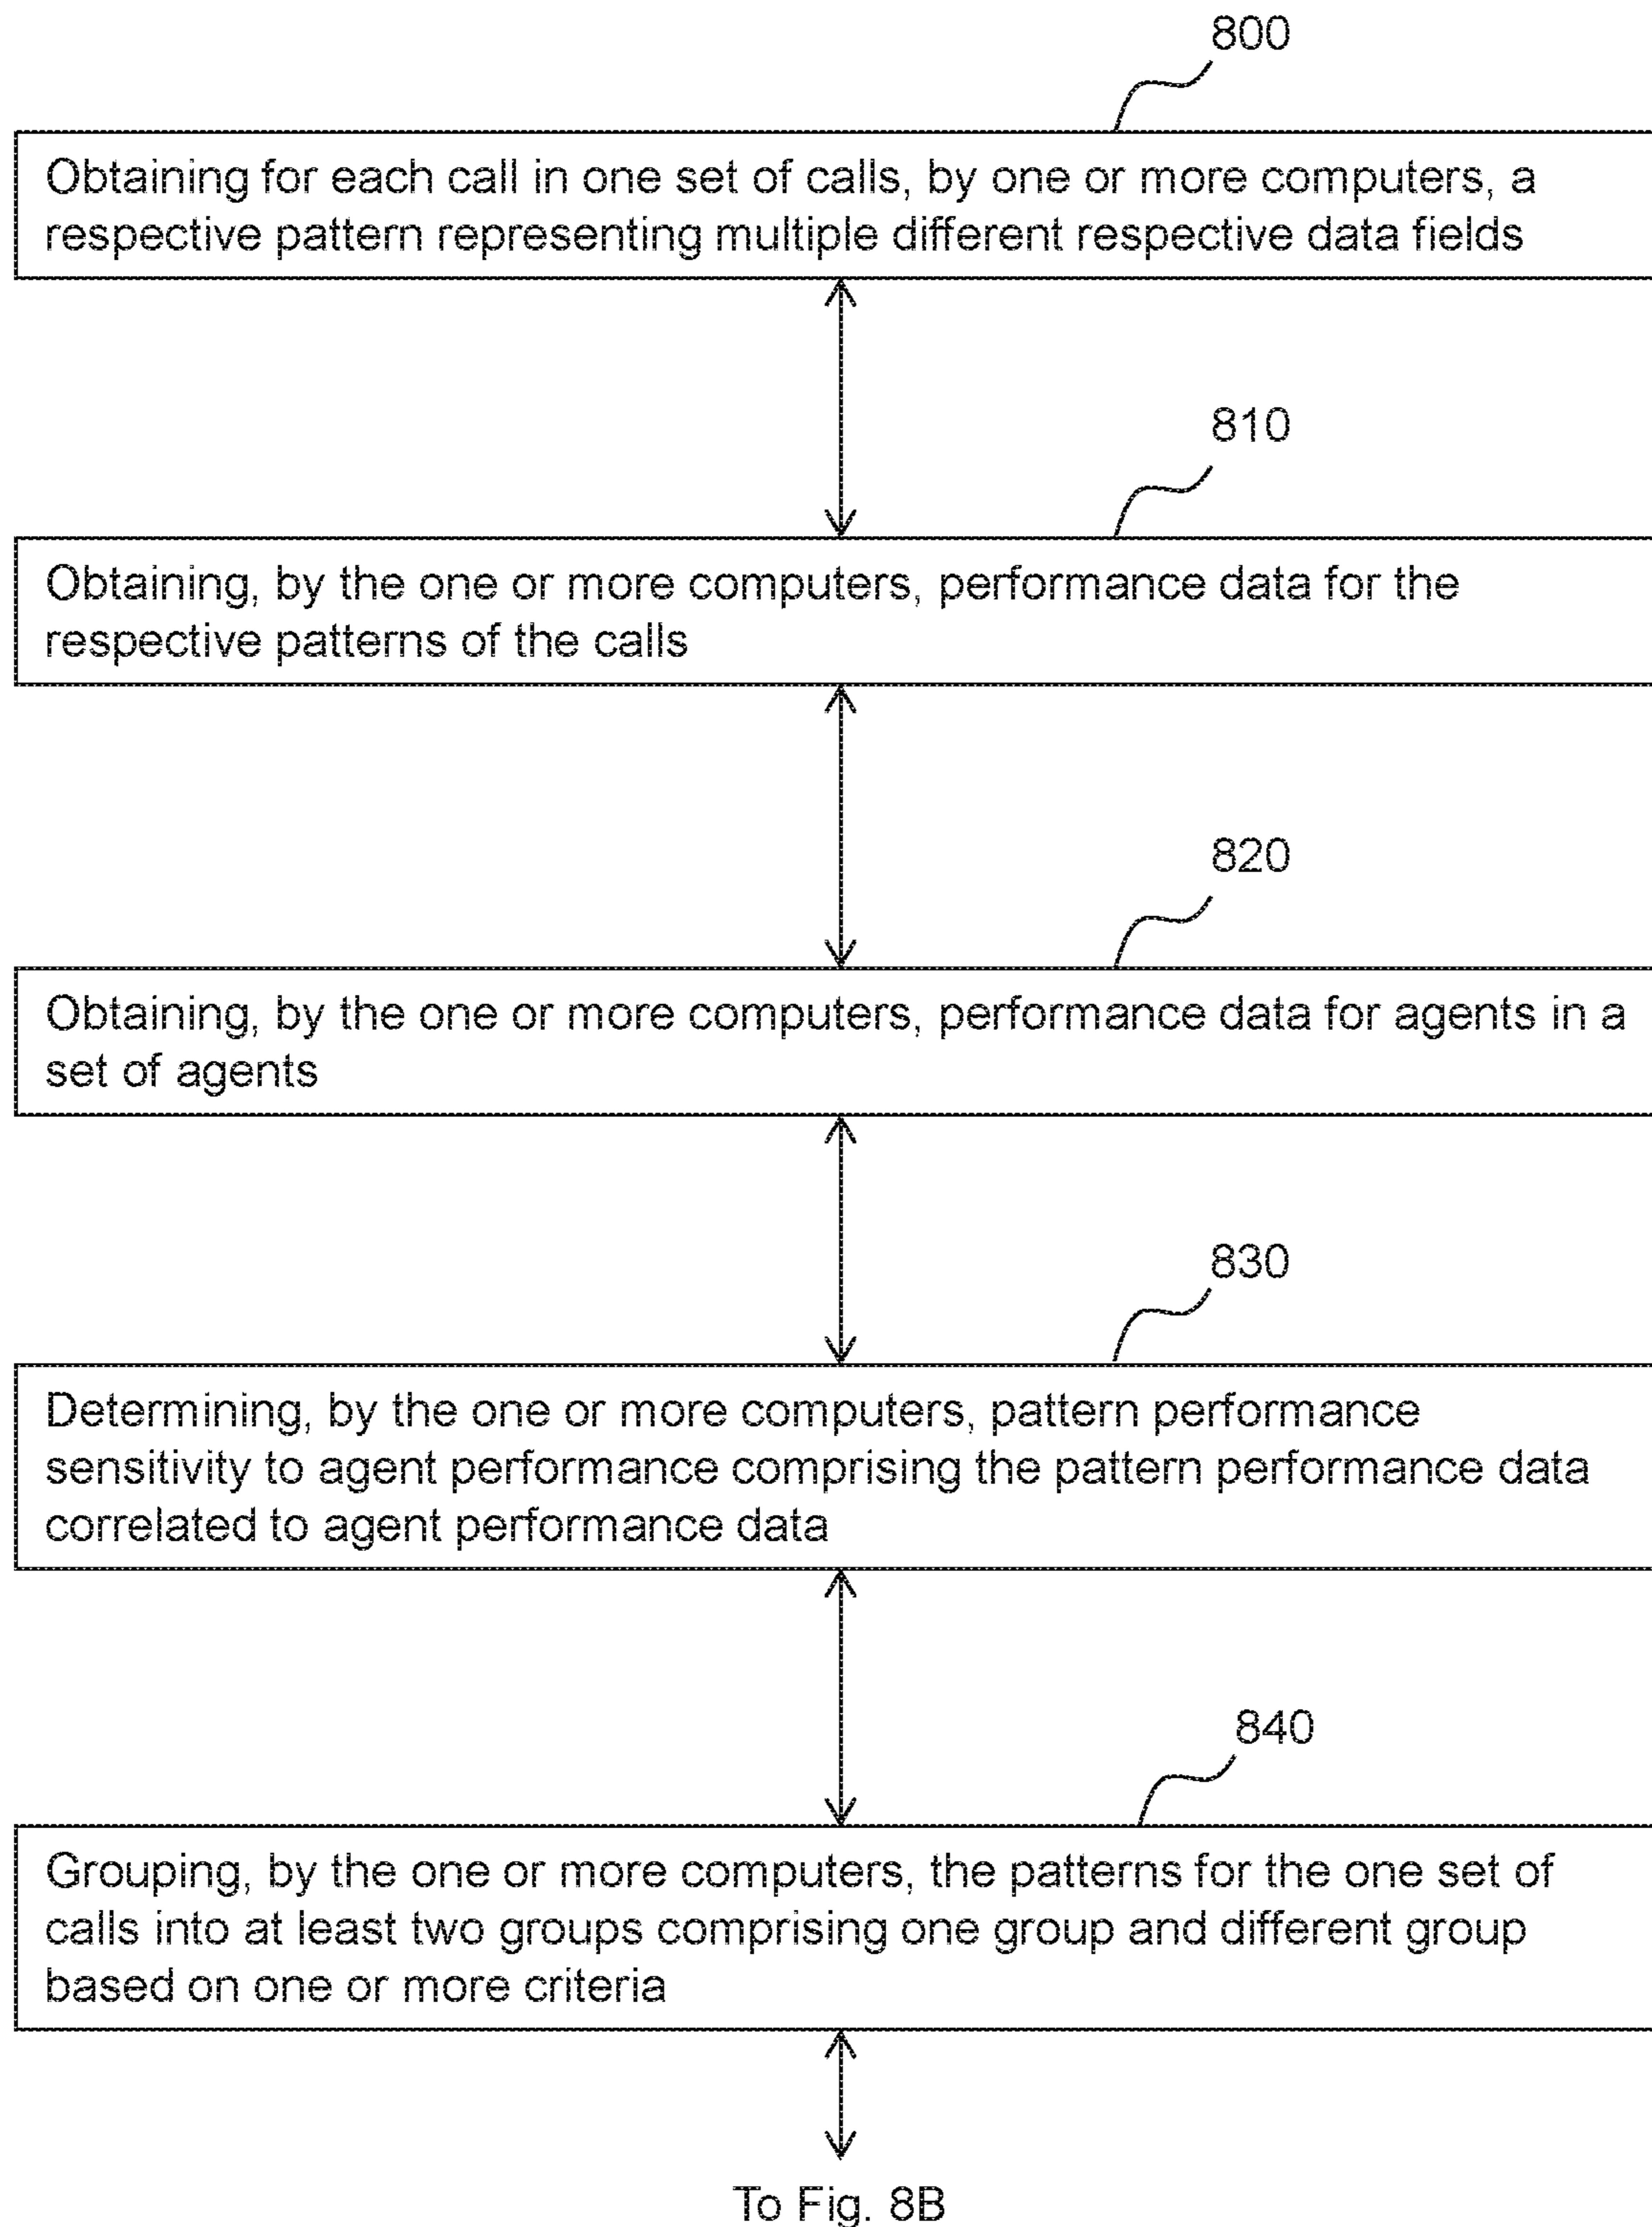 800
Obtaining for each call in one set of calls, by one or more computers, a
respective pattern representing multiple different respective data fields
810
Obtaining, by the one or more computers, performance data for the
respective patterns of the calls
820
Obtaining, by the one or more computers, performance data for agents in a
set of agents
830
Determining, by the one or more computers, pattern performance
sensitivity to agent performance comprising the pattern performance data
correlated to agent performance data
840
Grouping, by the one or more computers, the patterns for the one set of
calls into at least two groups comprising one group and different group
based on one or more criteria
To Fig. 8B